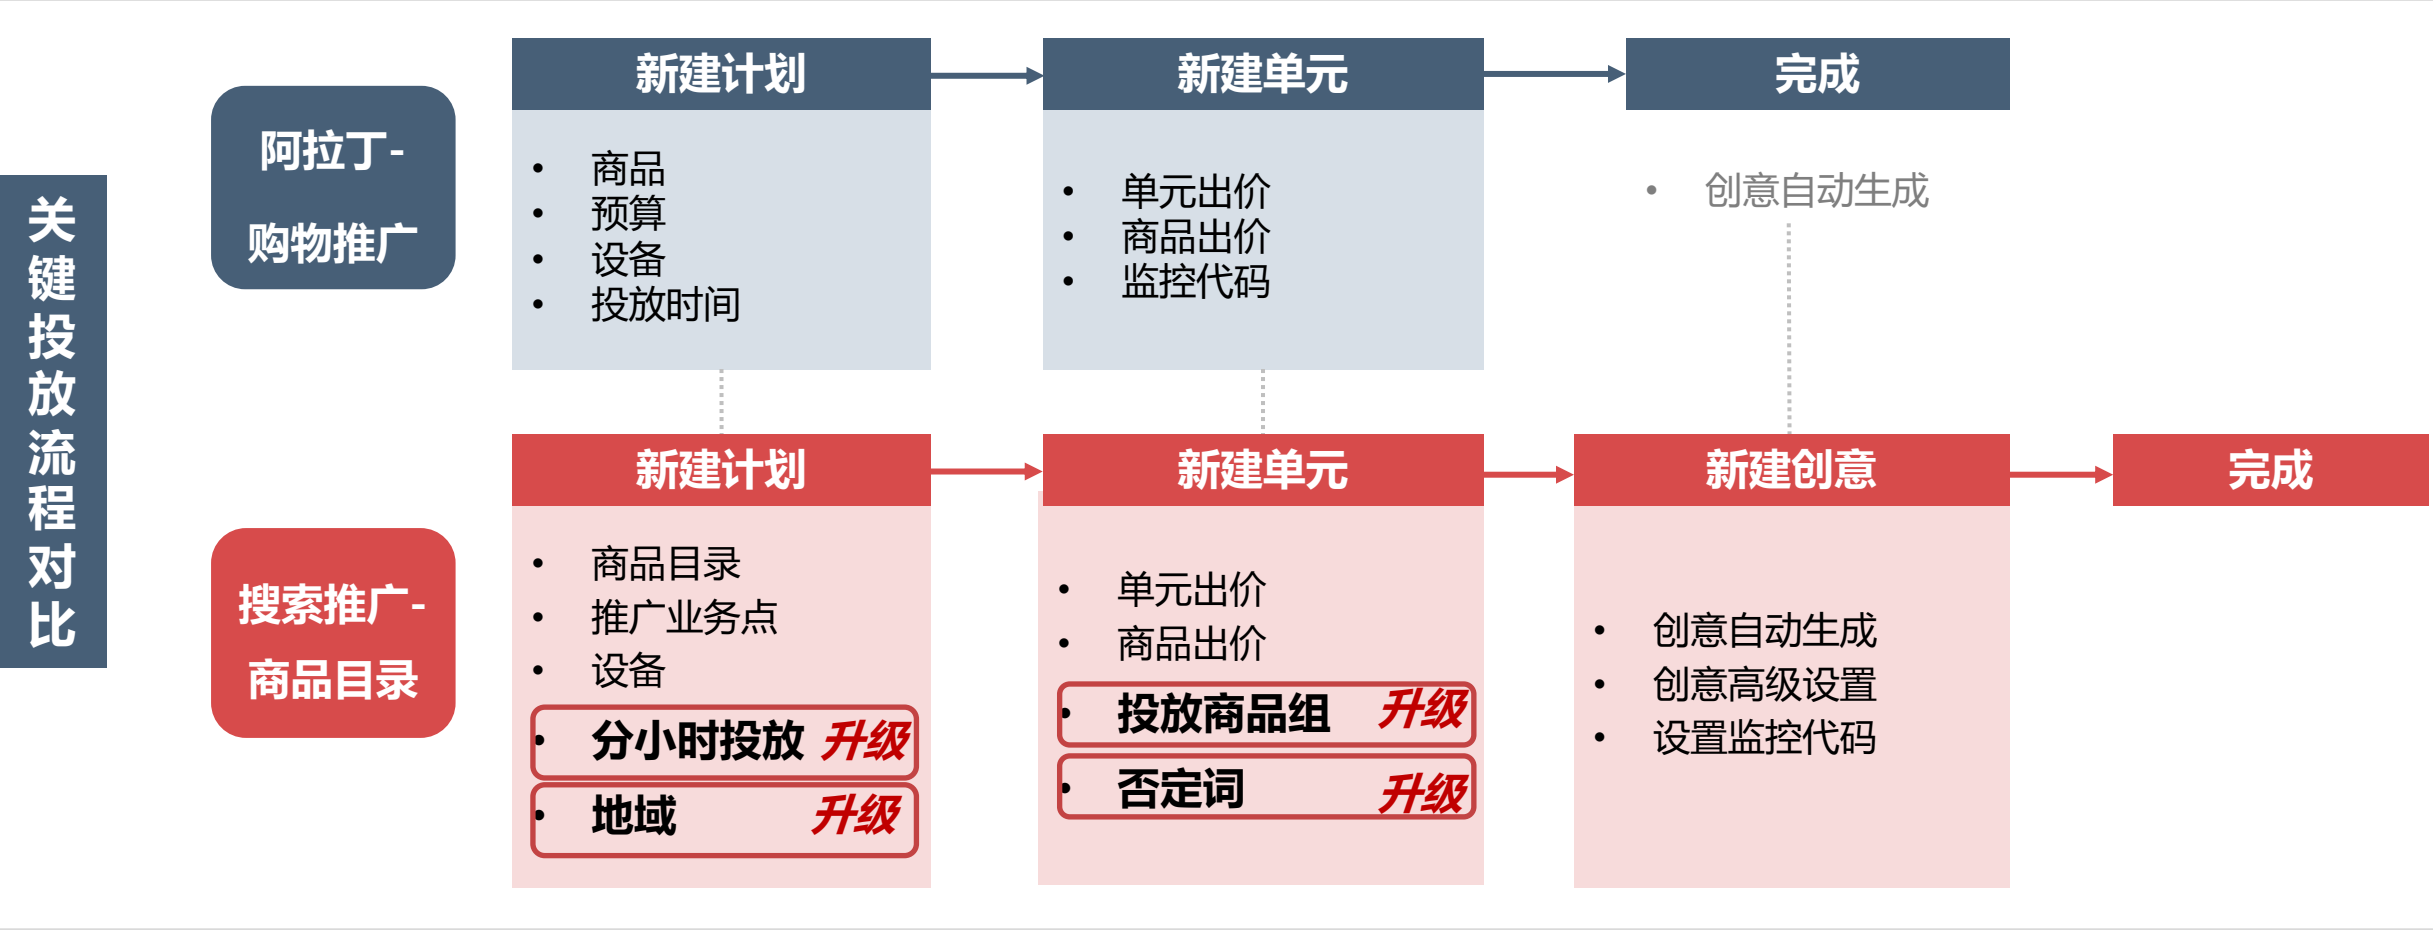 关键投放流程对比
阿拉丁-
购物推广
新建计划
• 商品
• 预算
• 设备
• 投放时间
新建单元
• 单元出价
• 商品出价
• 监控代码
完成
• 创意自动生成
搜索推广-
商品目录
新建计划
• 商品目录
• 推广业务点
• 设备
• 分小时投放 升级
• 地域 升级
新建单元
• 单元出价
• 商品出价
• 投放商品组 升级
• 否定词 升级
新建创意
• 创意自动生成
• 创意高级设置
• 设置监控代码
完成